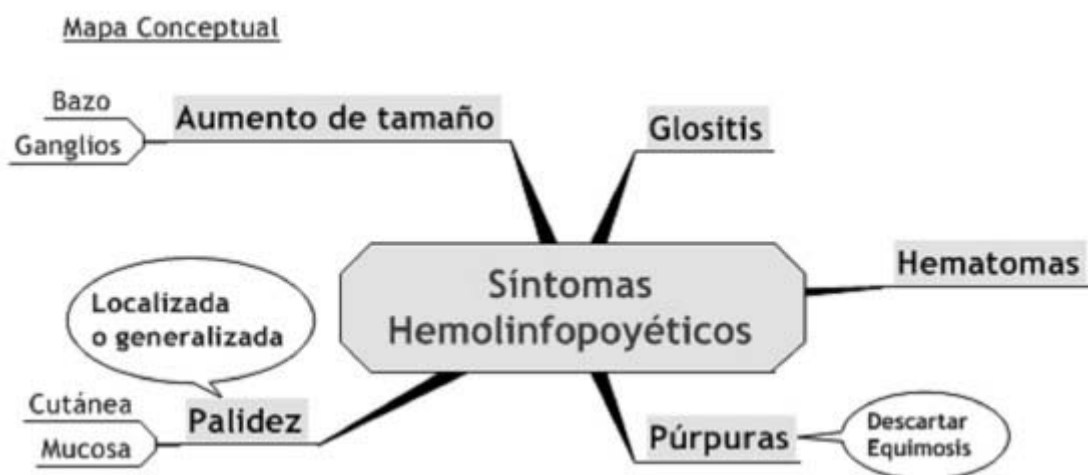 Mapa Conceptual
Bazo
Ganglios
Aumento de tamaño
Glositis
Hematomas
Síntomas
Hemolinfopoyéticos
Localizada
o generalizada
Cutánea
Mucosa
Palidez
Púrpuras
Descartar
Equimosis